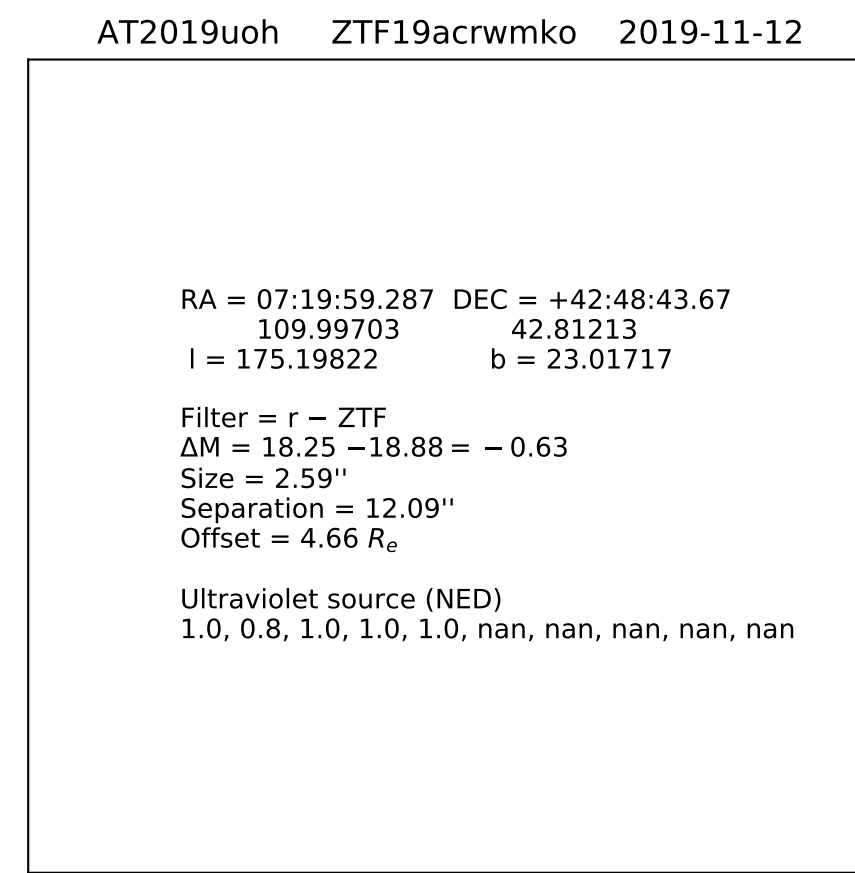 AT2019uoh ZTF19acrwmko 2019-11-12
RA = 07:19:59.287 DEC = +42:48:43.67
109.99703 42.81213
l = 175.19822 b = 23.01717
Filter = r − ZTF
ΔM = 18.25 −18.88 = − 0.63
Size = 2.59''
Separation = 12.09''
Offset = 4.66 Re
Ultraviolet source (NED)
1.0, 0.8, 1.0, 1.0, 1.0, nan, nan, nan, nan, nan